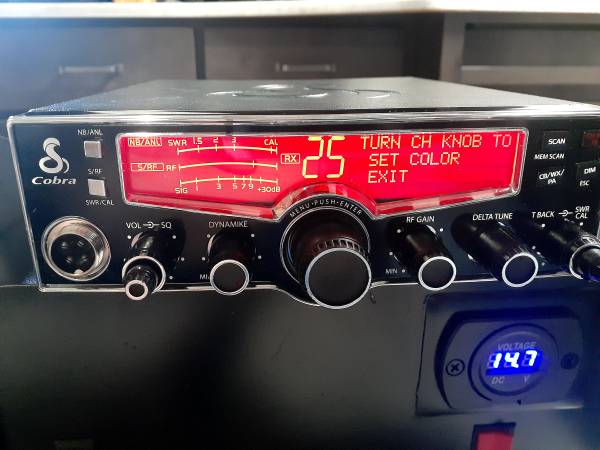 NB/ANL
S/RF
SWR/CAL
Cobra
NB/ANL SWR 1.5 2 3 CAL
S/RF RF
SIG 1 3 5 7 9 +30dB
RX 25
TURN CH KNOB TO
SET COLOR
EXIT
SCAN
MEM SCAN
CB/WX/
PA
DIM
ESC
MENU•PUSH•ENTER
VOL SQ
DYNAMIKE
RF GAIN
MIN
DELTA TUNE
T BACK
SWR
CAL
VOLTAGE
14.7
DC V